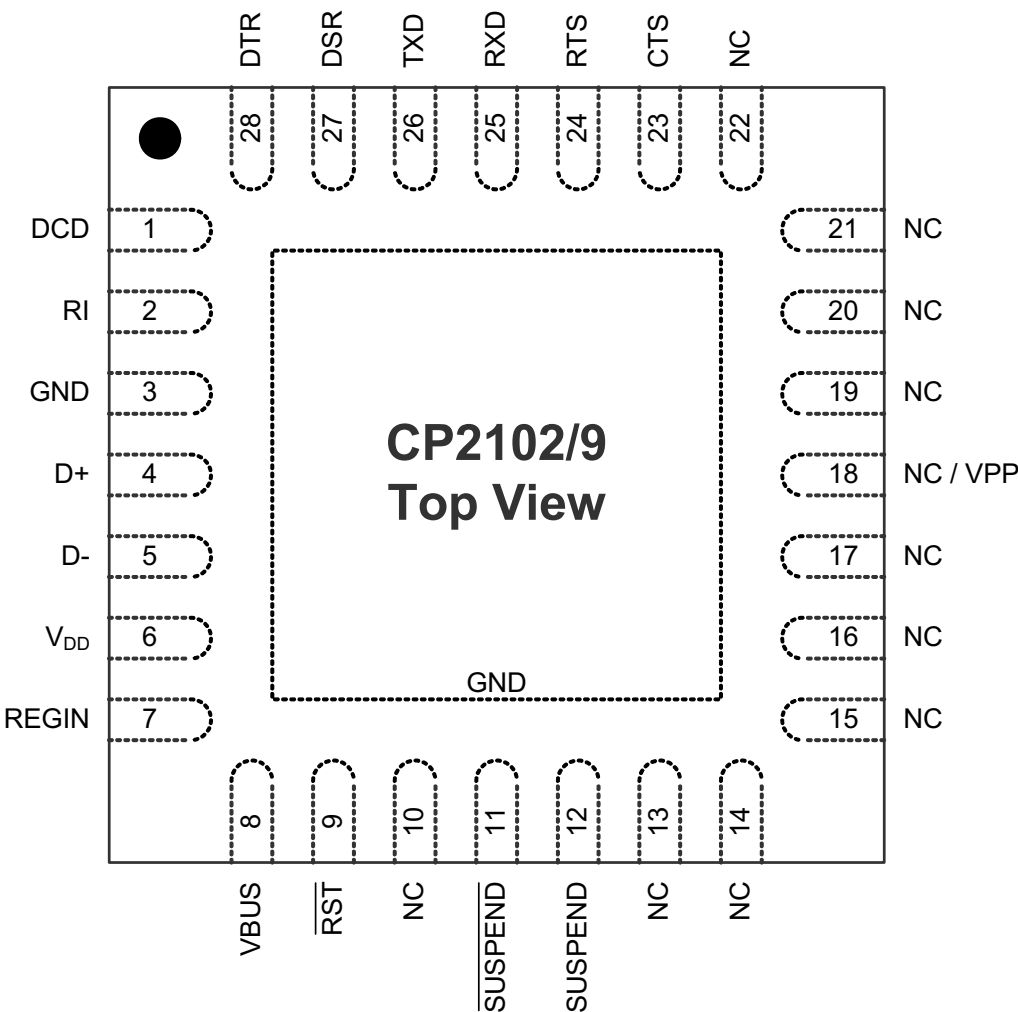 DTR
DSR
TXD
RXD
RTS
CTS
NC
28
27
26
25
24
23
22
DCD 1
RI 2
GND 3
D+ 4
D- 5
VDD 6
REGIN 7
21 NC
20 NC
19 NC
18 NC / VPP
17 NC
16 NC
15 NC
CP2102/9
Top View
GND
8
9
10
11
12
13
14
VBUS
R̅S̅T̅
NC
S̅U̅S̅P̅E̅N̅D̅
SUSPEND
NC
NC